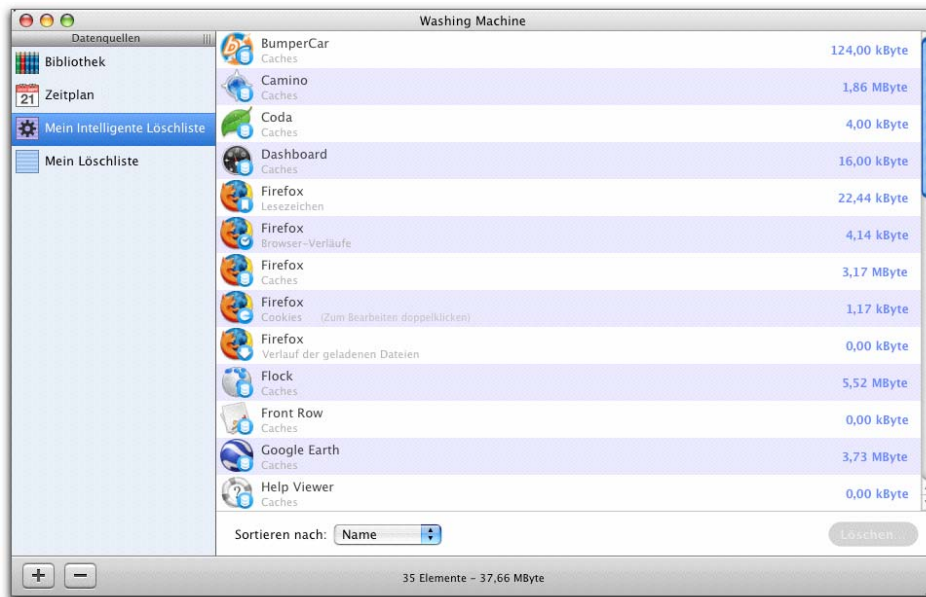 Washing Machine
Datenquellen
Bibliothek
21 Zeitplan
Mein Intelligente Löschliste
Mein Löschliste
BumperCar
Caches
124,00 kByte
Camino
Caches
1,86 MByte
Coda
Caches
4,00 kByte
Dashboard
Caches
16,00 kByte
Firefox
Lesezeichen
22,44 kByte
Firefox
Browser-Verläufe
4,14 kByte
Firefox
Caches
3,17 MByte
Firefox
Cookies (Zum Bearbeiten doppelklicken)
1,17 kByte
Firefox
Verlauf der geladenen Dateien
0,00 kByte
Flock
Caches
5,52 MByte
Front Row
Caches
0,00 kByte
Google Earth
Caches
3,73 MByte
Help Viewer
Caches
0,00 kByte
Sortieren nach: Name
Löschen...
35 Elemente – 37,66 MByte